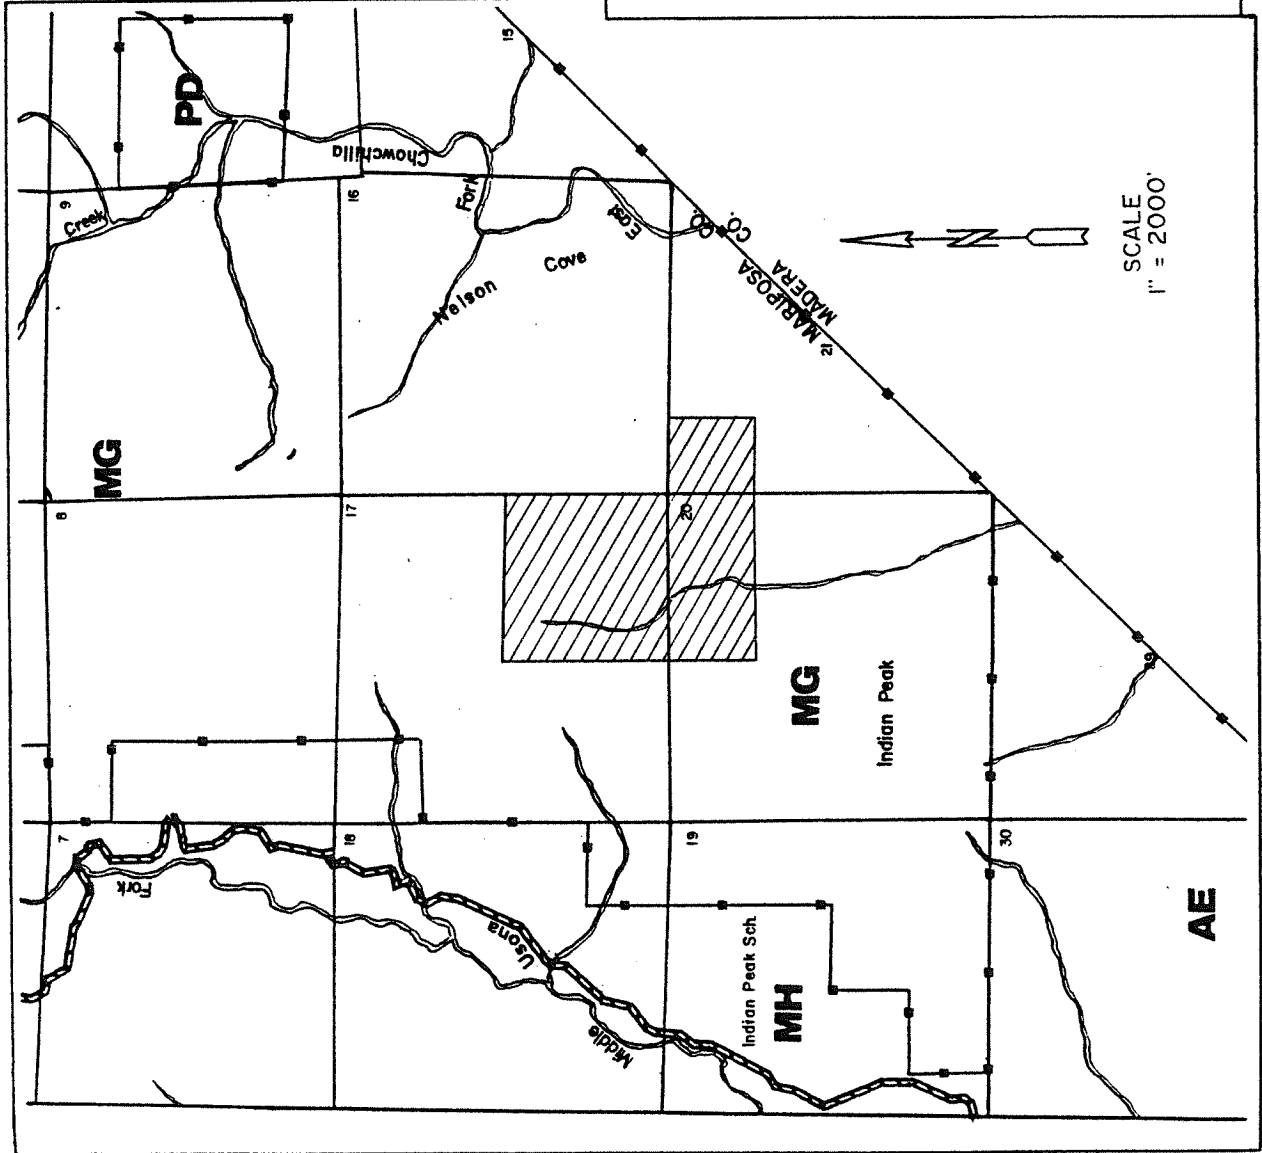 PD
15
9
Creek
Chowchilla
16
Fork
East
CO.
CO.
Nelson
Cove
MARIPOSA
MADERA
21
SCALE
1" = 2000'
MG
8
17
20
MG
Indian Peak
29
7
Fork
18
19
30
Usona
Middle
Indian Peak Sch.
MH
AE